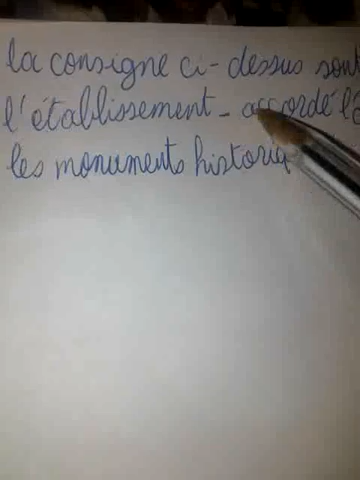 la consigne ci-dessus sont
l'établissement - accordé
les monuments